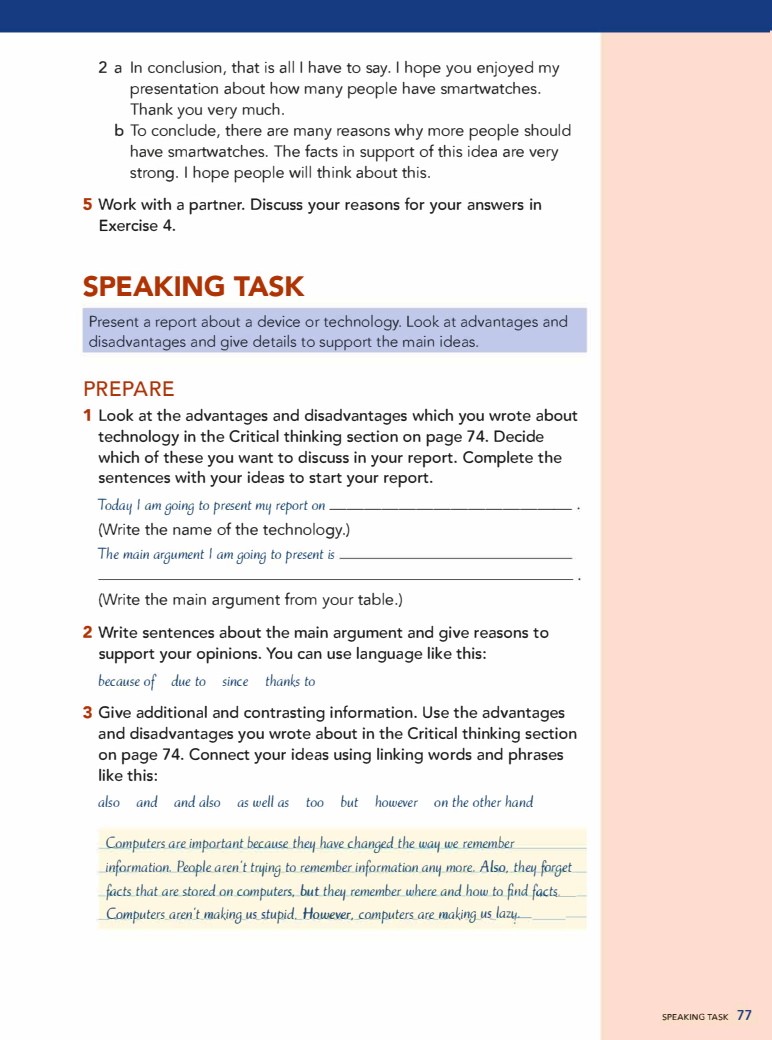 2 a In conclusion, that is all I have to say. I hope you enjoyed my
presentation about how many people have smartwatches.
Thank you very much.
b To conclude, there are many reasons why more people should
have smartwatches. The facts in support of this idea are very
strong. I hope people will think about this.
5 Work with a partner. Discuss your reasons for your answers in
Exercise 4.
SPEAKING TASK
Present a report about a device or technology. Look at advantages and
disadvantages and give details to support the main ideas.
PREPARE
1 Look at the advantages and disadvantages which you wrote about
technology in the Critical thinking section on page 74. Decide
which of these you want to discuss in your report. Complete the
sentences with your ideas to start your report.
Today I am going to present my report on ____________________ .
(Write the name of the technology.)
The main argument I am going to present is ____________________
____________________ .
(Write the main argument from your table.)
2 Write sentences about the main argument and give reasons to
support your opinions. You can use language like this:
because of due to since thanks to
3 Give additional and contrasting information. Use the advantages
and disadvantages you wrote about in the Critical thinking section
on page 74. Connect your ideas using linking words and phrases
like this:
also and and also as well as too but however on the other hand
Computers are important because they have changed the way we remember
information. People aren't trying to remember information any more. Also, they forget
facts that are stored on computers, but they remember where and how to find facts.
Computers aren't making us stupid. However, computers are making us lazy.
SPEAKING TASK 77